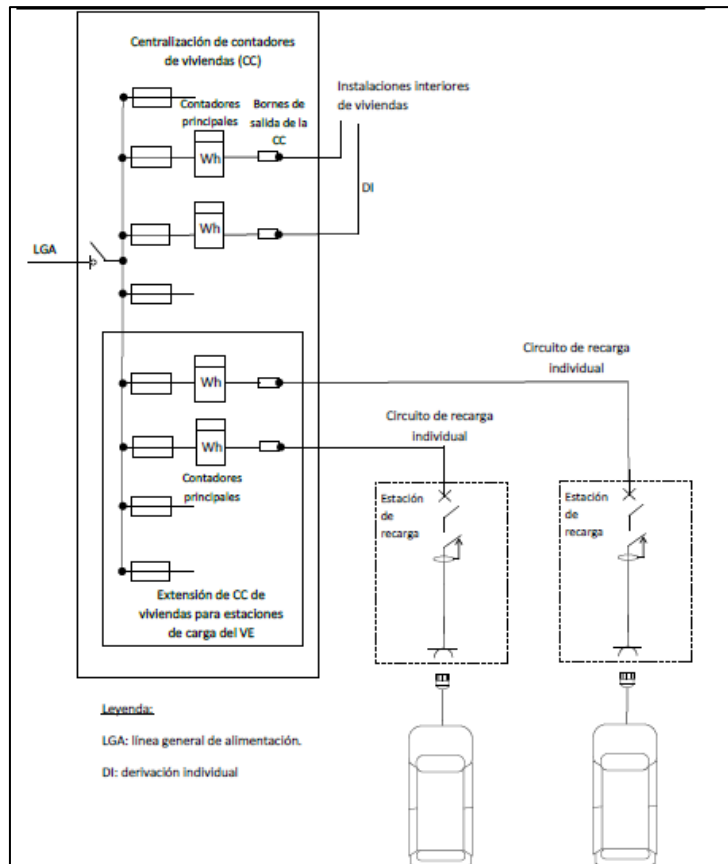 Centralización de contadores
de viviendas (CC)
Contadores
principales
Bornes de
salida de la
CC
Instalaciones interiores
de viviendas
Wh
DI
Wh
LGA
Circuito de recarga
individual
Wh
Circuito de recarga
individual
Wh
Contadores
principales
Estación
de
recarga
Estación
de
recarga
Extensión de CC de
viviendas para estaciones
de carga del VE
Leyenda:
LGA: línea general de alimentación.
DI: derivación individual